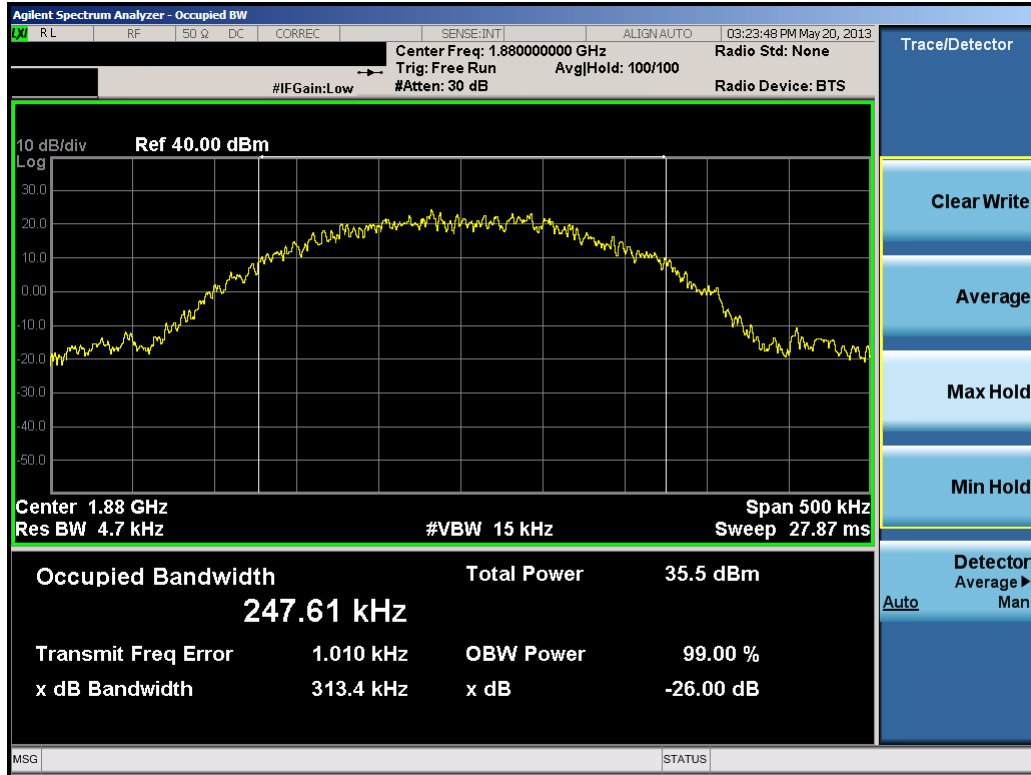 Agilent Spectrum Analyzer - Occupied BW
LXI RL RF 50 Ω DC CORREC SENSE:INT ALIGN AUTO 03:23:48 PM May 20, 2013
Center Freq: 1.880000000 GHz Radio Std: None
Trig: Free Run Avg|Hold: 100/100
#IFGain:Low #Atten: 30 dB Radio Device: BTS
Trace/Detector
10 dB/div Ref 40.00 dBm
Log
30.0
20.0
10.0
0.00
-10.0
-20.0
-30.0
-40.0
-50.0
Center 1.88 GHz Span 500 kHz
Res BW 4.7 kHz #VBW 15 kHz Sweep 27.87 ms
Clear Write
Average
Max Hold
Min Hold
Detector
Average▶
Auto Man
Occupied Bandwidth Total Power 35.5 dBm
247.61 kHz
Transmit Freq Error 1.010 kHz OBW Power 99.00 %
x dB Bandwidth 313.4 kHz x dB -26.00 dB
MSG STATUS